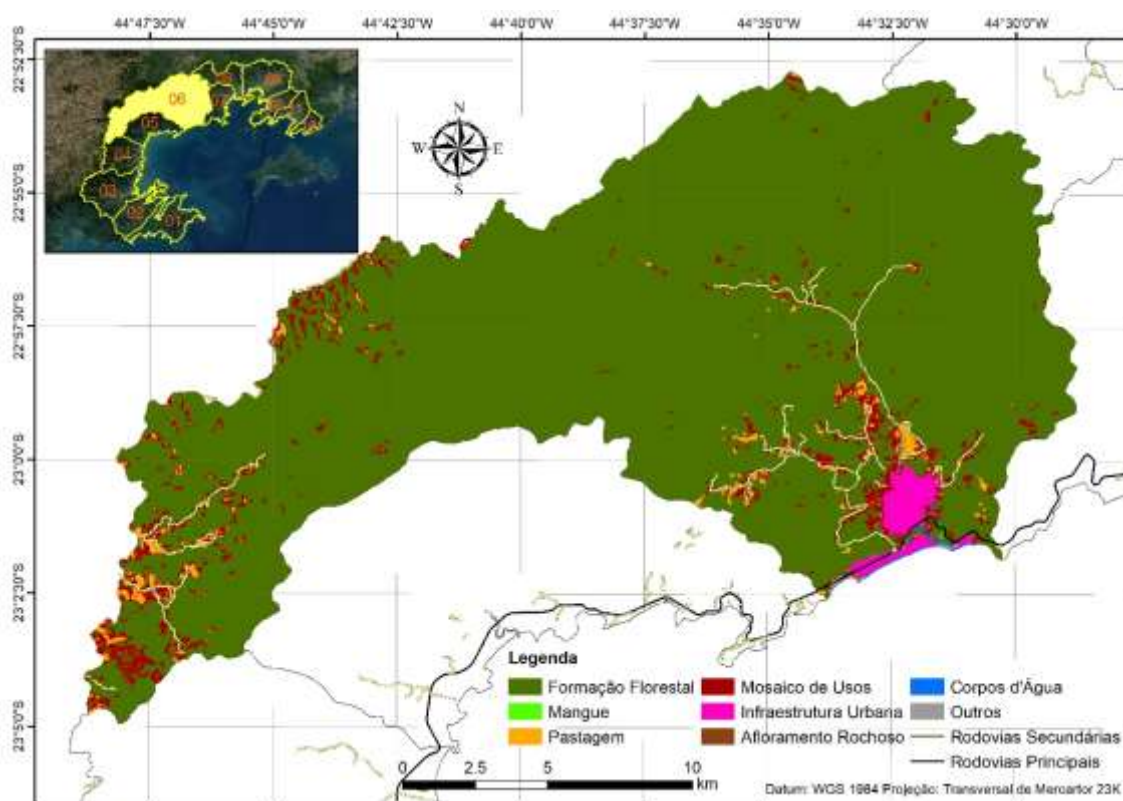 44°47'30"W 44°45'0"W 44°42'30"W 44°40'0"W 44°37'30"W 44°35'0"W 44°32'30"W 44°30'0"W
22°52'30"S
22°55'0"S
22°57'30"S
23°0'0"S
23°2'30"S
23°5'0"S
06
05
04
03
02
01
N
W E
S
Legenda
Formação Florestal
Mosaico de Usos
Corpos d'Água
Mangue
Infraestrutura Urbana
Outros
Pastagem
Afloramento Rochoso
Rodovias Secundárias
Rodovias Principais
0 2.5 5 10
km
Datum: WGS 1984 Projeção: Transversal de Mercartor 23K